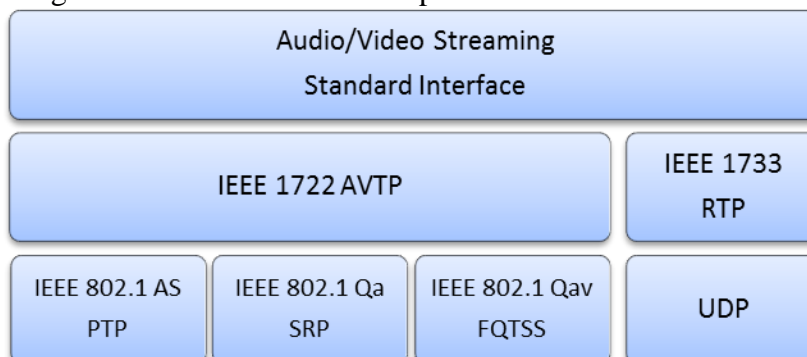 Audio/Video Streaming
Standard Interface
IEEE 1722 AVTP
IEEE 1733
RTP
IEEE 802.1 AS
PTP
IEEE 802.1 Qa
SRP
IEEE 802.1 Qav
FQTSS
UDP